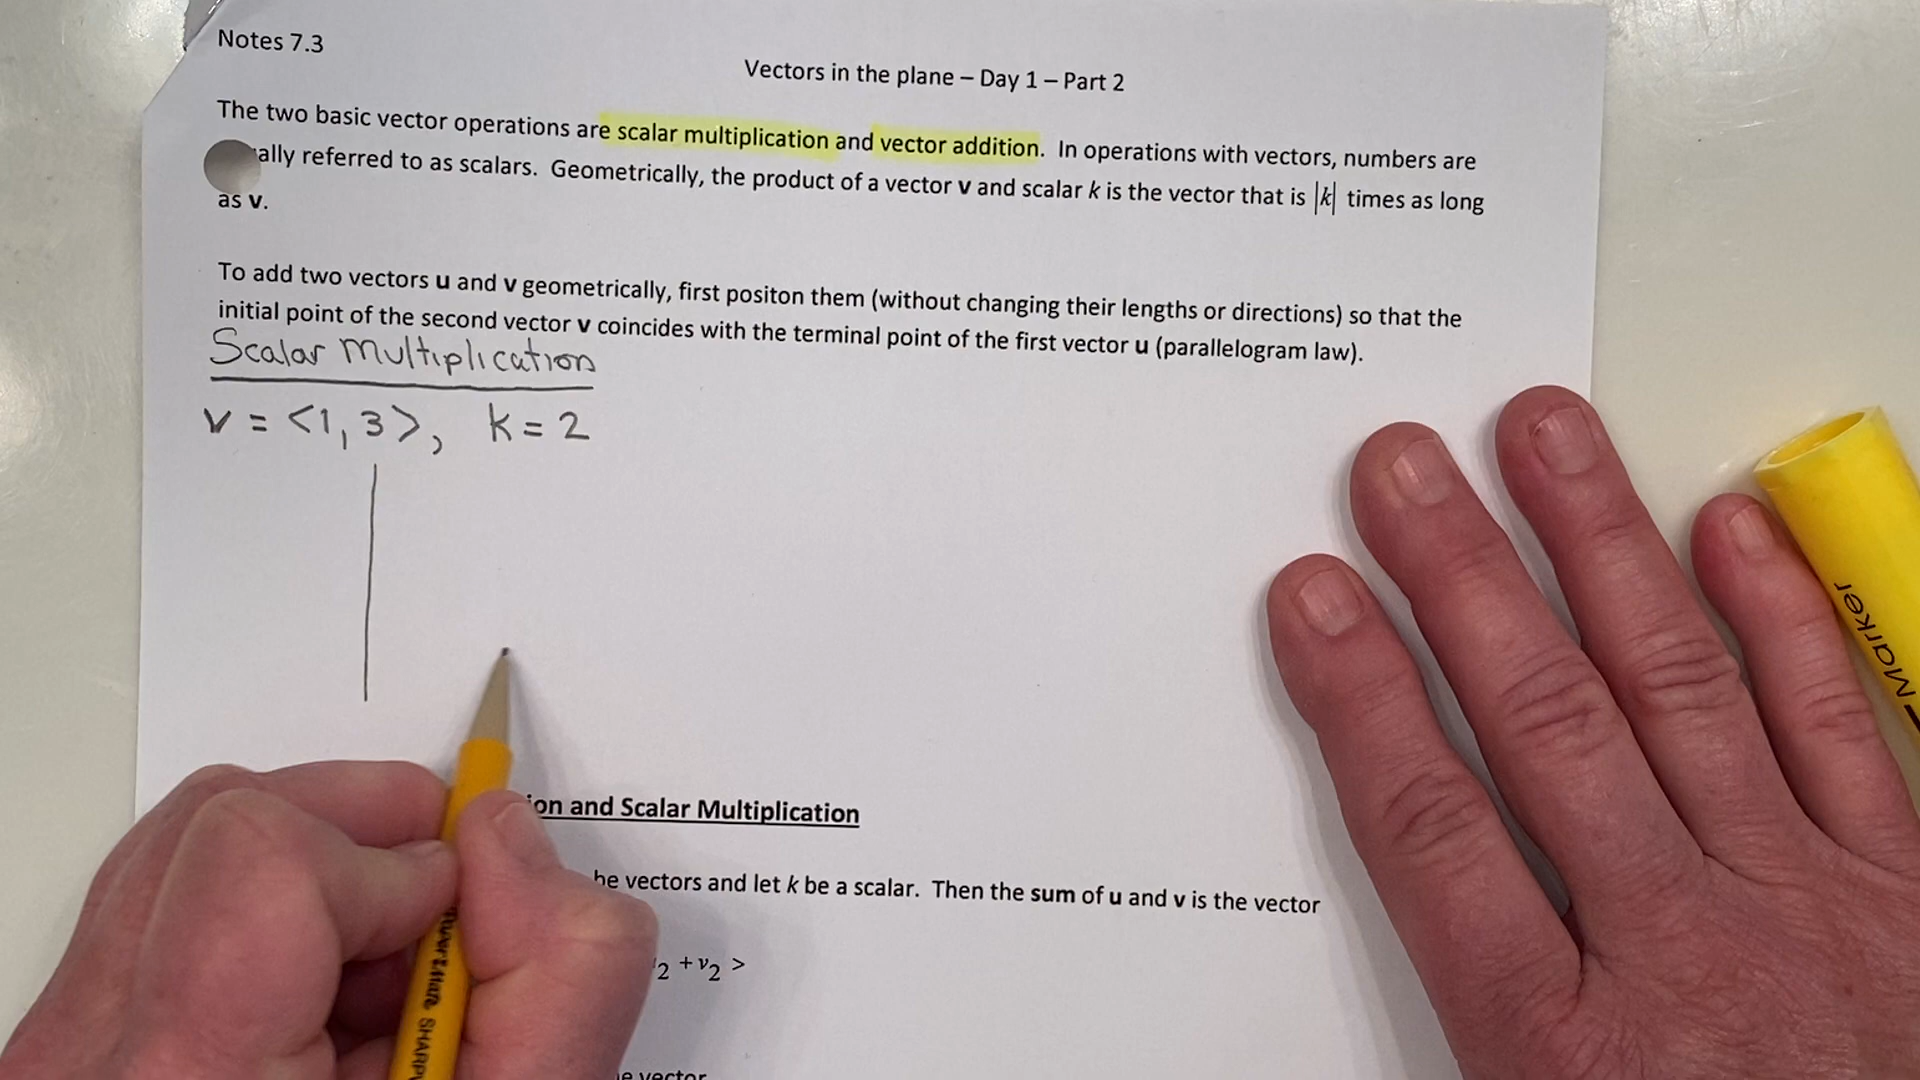 Notes 7.3
Vectors in the plane – Day 1 – Part 2
The two basic vector operations are scalar multiplication and vector addition. In operations with vectors, numbers are
ally referred to as scalars. Geometrically, the product of a vector v and scalar k is the vector that is |k| times as long
as v.
To add two vectors u and v geometrically, first positon them (without changing their lengths or directions) so that the
initial point of the second vector v coincides with the terminal point of the first vector u (parallelogram law).
Scalar Multiplication
v = <1, 3>, k = 2
ion and Scalar Multiplication
be vectors and let k be a scalar. Then the sum of u and v is the vector
2 + v2 >
e vector
Marker
SHARP